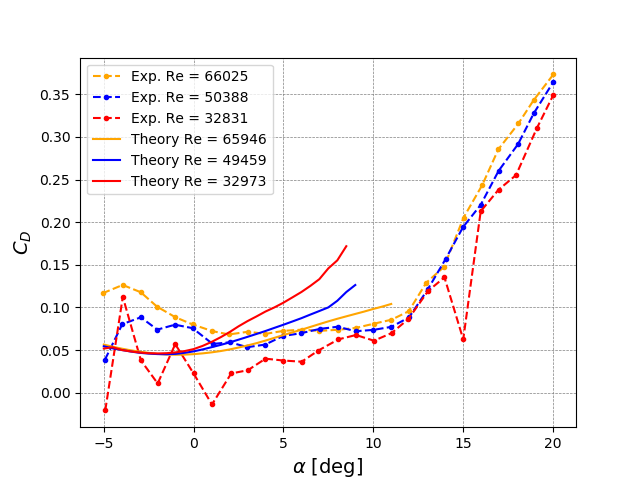 Exp. Re = 66025
Exp. Re = 50388
Exp. Re = 32831
Theory Re = 65946
Theory Re = 49459
Theory Re = 32973
0.35
0.30
0.25
0.20
0.15
0.10
0.05
0.00
C_D
−5 0 5 10 15 20
α [deg]